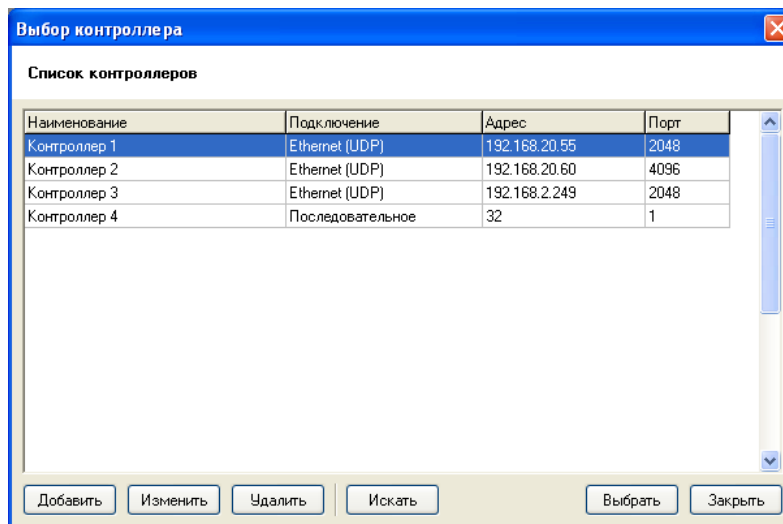 Выбор контроллера
Список контроллеров
Наименование Подключение Адрес Порт
Контроллер 1 Ethernet (UDP) 192.168.20.55 2048
Контроллер 2 Ethernet (UDP) 192.168.20.60 4096
Контроллер 3 Ethernet (UDP) 192.168.2.249 2048
Контроллер 4 Последовательное 32 1
Добавить Изменить Удалить Искать Выбрать Закрыть